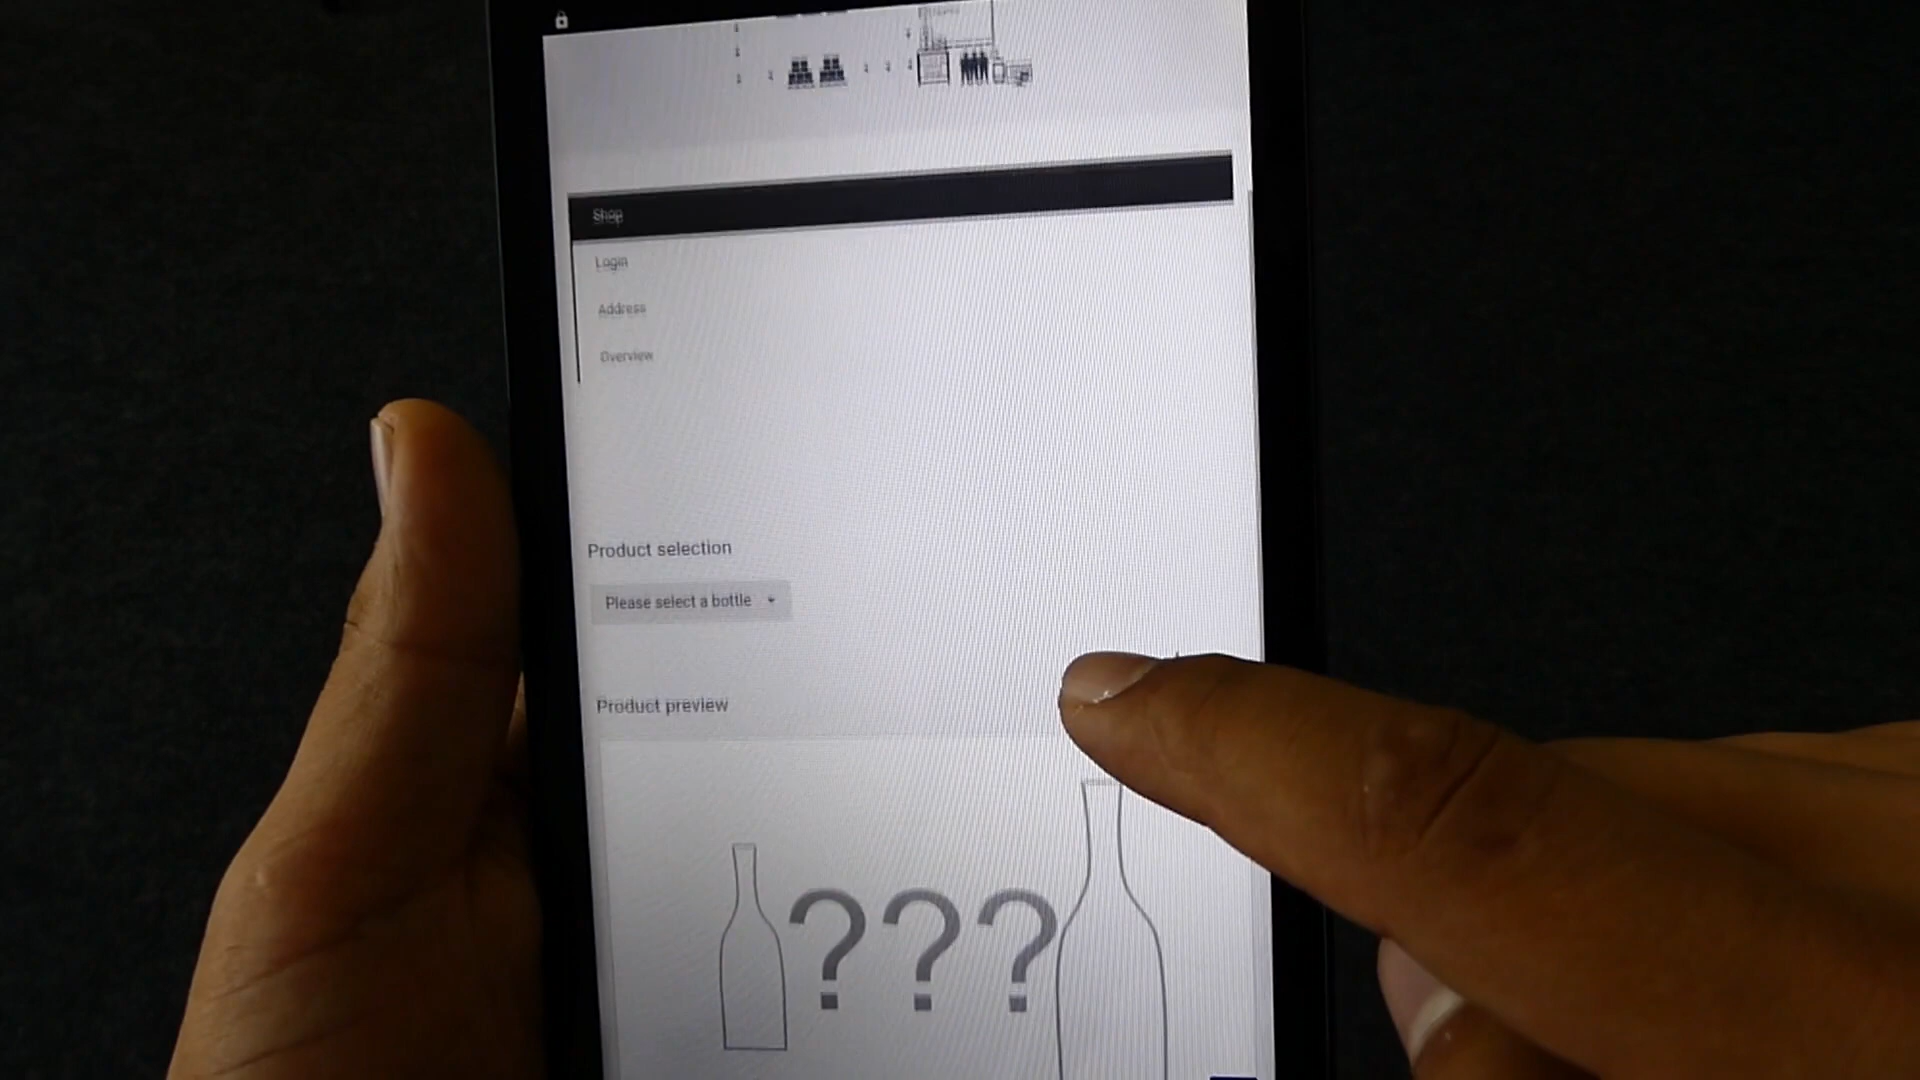 Shop
Login
Address
Overview
Product selection
Please select a bottle
Product preview
???